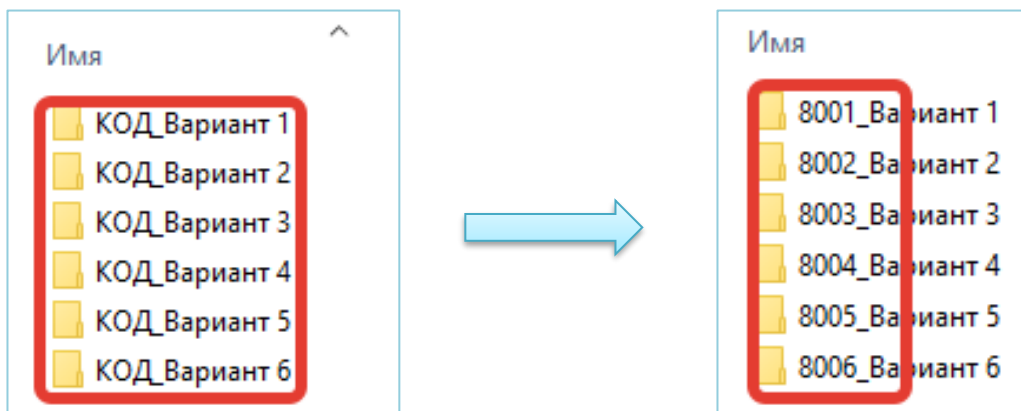 Имя
КОД_Вариант 1
КОД_Вариант 2
КОД_Вариант 3
КОД_Вариант 4
КОД_Вариант 5
КОД_Вариант 6
Имя
8001_Вариант 1
8002_Вариант 2
8003_Вариант 3
8004_Вариант 4
8005_Вариант 5
8006_Вариант 6